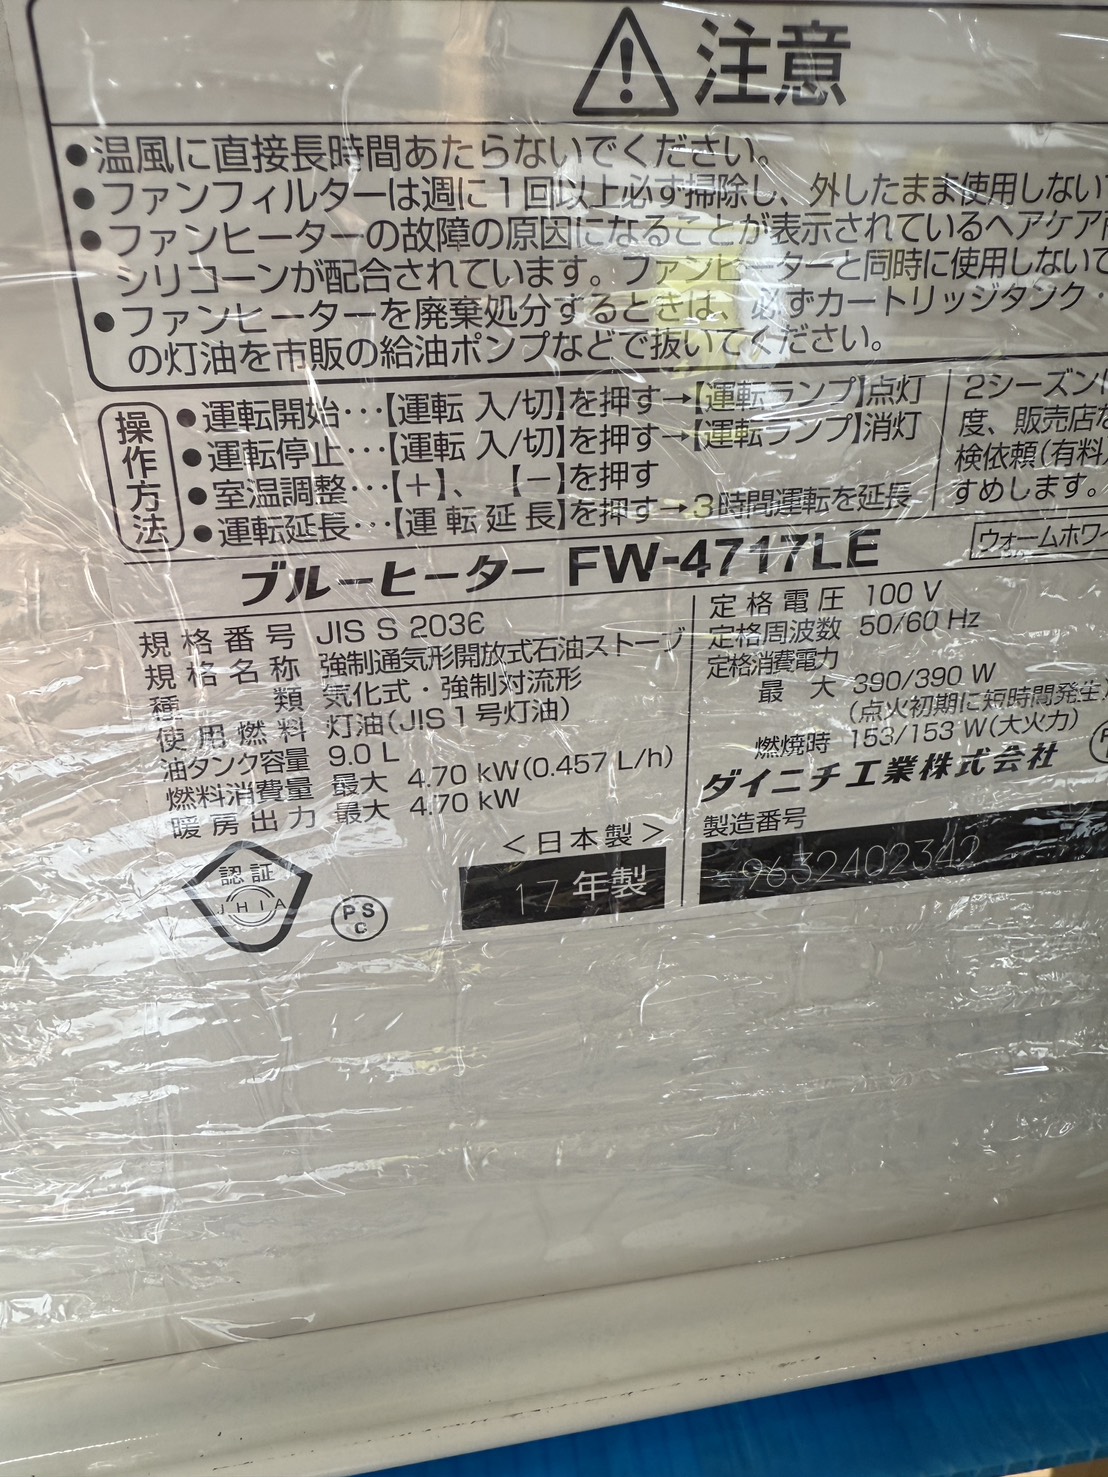 注意
●温風に直接長時間あたらないでください。
●ファンフィルターは週に1回以上必ず掃除し、外したまま使用しない
●ファンヒーターの故障の原因になることが表示されているヘアケア
シリコーンが配合されています。ファンヒーターと同時に使用しない
●ファンヒーターを廃棄処分するときは、必ずカートリッジタンク・
の灯油を市販の給油ポンプなどで抜いてください。
操作方法
●運転開始…【運転 入/切】を押す→【運転ランプ】点灯
●運転停止…【運転 入/切】を押す→【運転ランプ】消灯
●室温調整…【+】、【-】を押す
●運転延長…【運転延長】を押す→3時間運転を延長
2シーズン
度、販売店
検依頼(有料
すめします。
ウォームホワイ
ブルーヒーター FW-4717LE
規格番号 JIS S 2036
規格名称 強制通気形開放式石油ストーブ
種類 気化式・強制対流形
使用燃料 灯油(JIS1号灯油)
油タンク容量 9.0 L
燃料消費量 最大 4.70 kW(0.457 L/h)
暖房出力 最大 4.70 kW
<日本製>
認証
JHIA
PS
C
17年製
定格電圧 100 V
定格周波数 50/60 Hz
定格消費電力
最大 390/390 W
(点火初期に短時間発生)
燃焼時 153/153 W(大火力)
ダイニチ工業株式会社
製造番号
9632402342